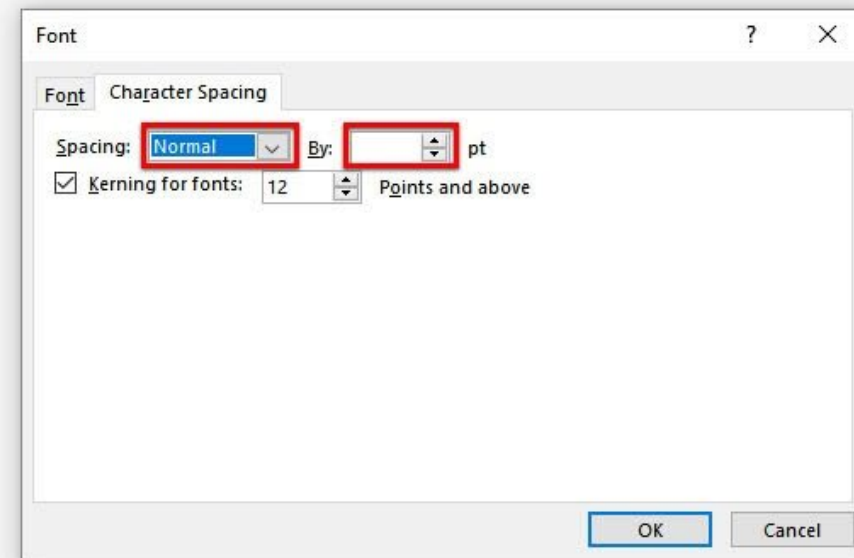 Font ?
Font Character Spacing
Spacing: Normal By: pt
Kerning for fonts: 12 Points and above
OK Cancel